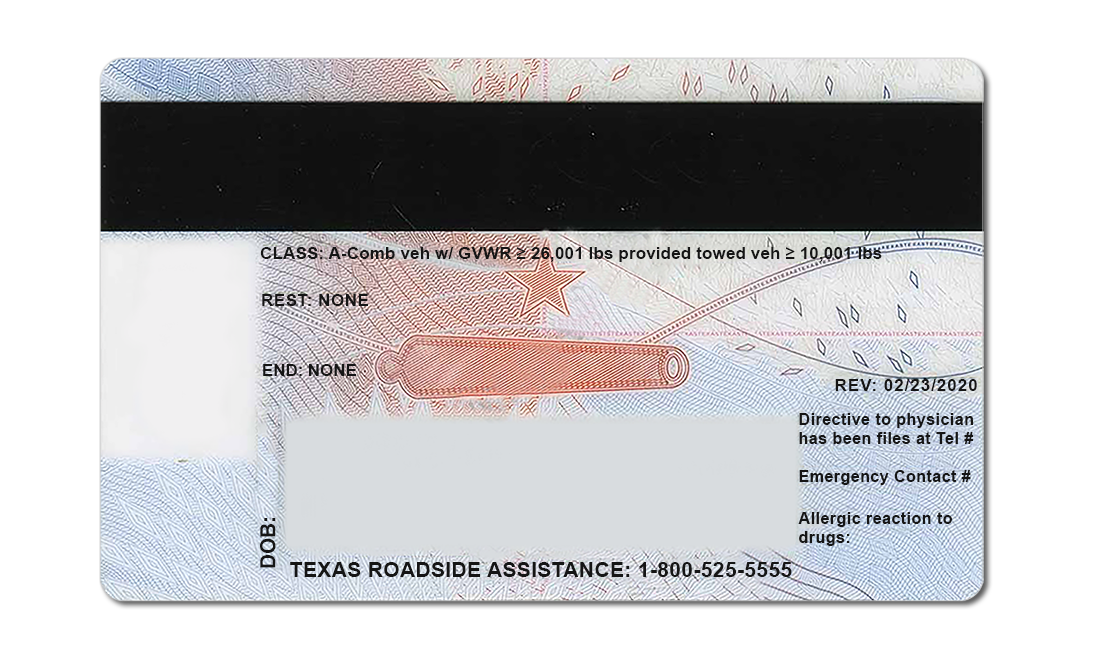 CLASS: A-Comb veh w/ GVWR ≥ 26,001 lbs provided towed veh ≥ 10,001 lbs
REST: NONE
END: NONE
REV: 02/23/2020
Directive to physician
has been files at Tel #
Emergency Contact #
Allergic reaction to
drugs:
DOB:
TEXAS ROADSIDE ASSISTANCE: 1-800-525-5555